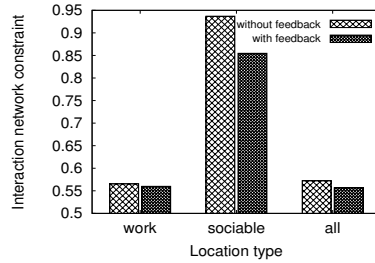 Interaction network constraint
0.95
0.9
0.85
0.8
0.75
0.7
0.65
0.6
0.55
0.5
without feedback
with feedback
work sociable all
Location type